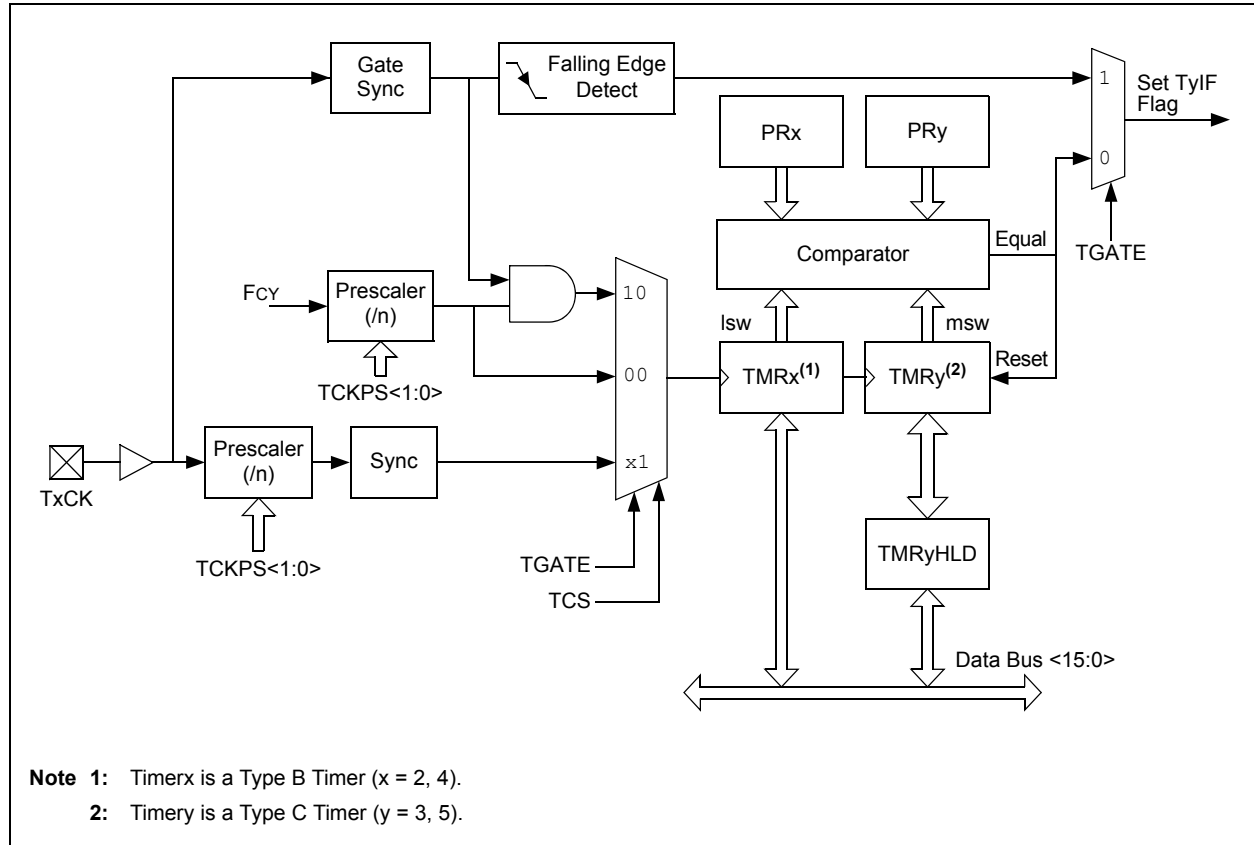 Gate
Sync
Falling Edge
Detect
1
Set TyIF
Flag
PRx
PRy
0
TGATE
Comparator
Equal
FCY
Prescaler
(/n)
10
lsw
msw
TCKPS<1:0>
00
TMRx(1)
TMRy(2)
Reset
TxCK
Prescaler
(/n)
Sync
x1
TCKPS<1:0>
TGATE
TCS
TMRyHLD
Data Bus <15:0>
Note 1: Timerx is a Type B Timer (x = 2, 4).
2: Timery is a Type C Timer (y = 3, 5).